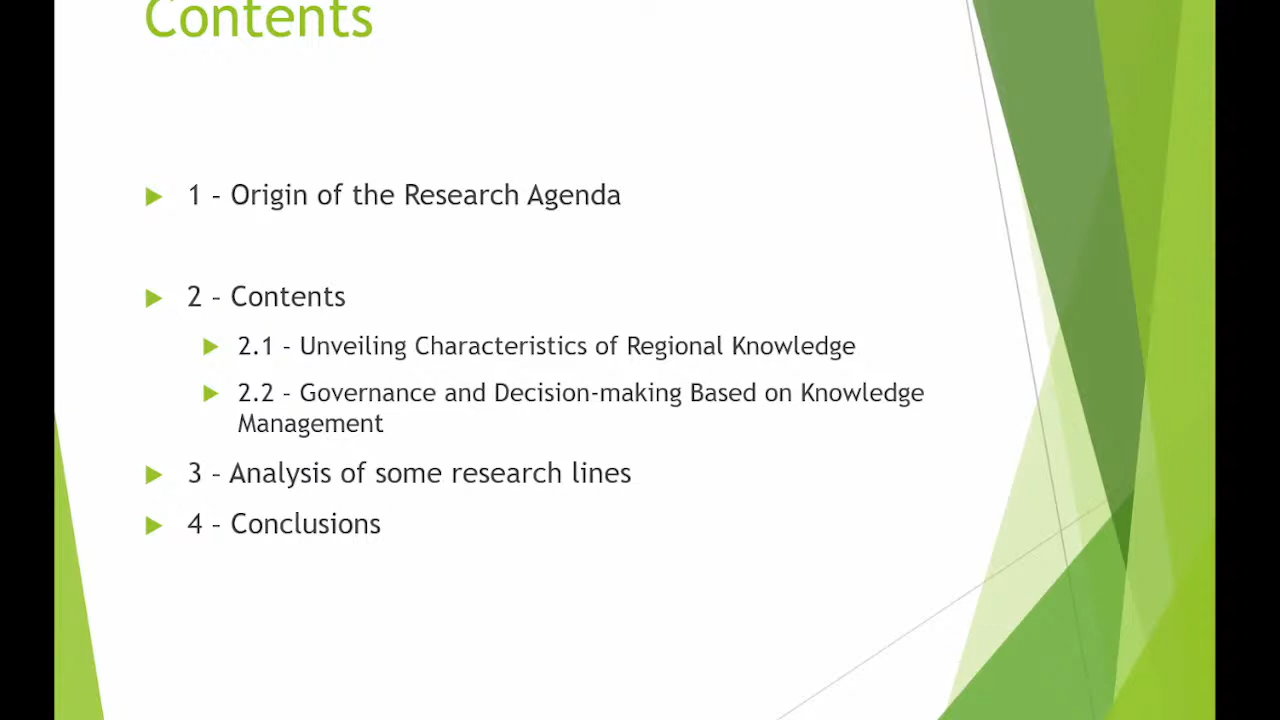 Contents
1 - Origin of the Research Agenda
2 - Contents
2.1 - Unveiling Characteristics of Regional Knowledge
2.2 - Governance and Decision-making Based on Knowledge
Management
3 - Analysis of some research lines
4 - Conclusions